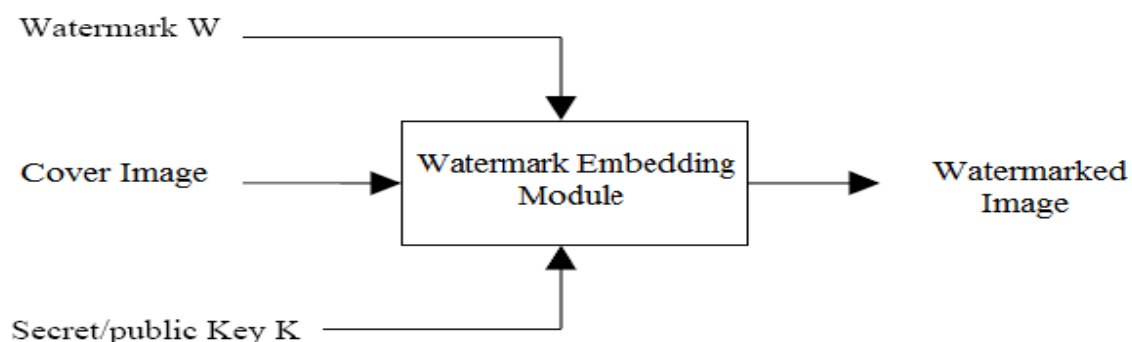 Watermark W
Cover Image
Watermark Embedding
Module
Watermarked
Image
Secret/public Key K